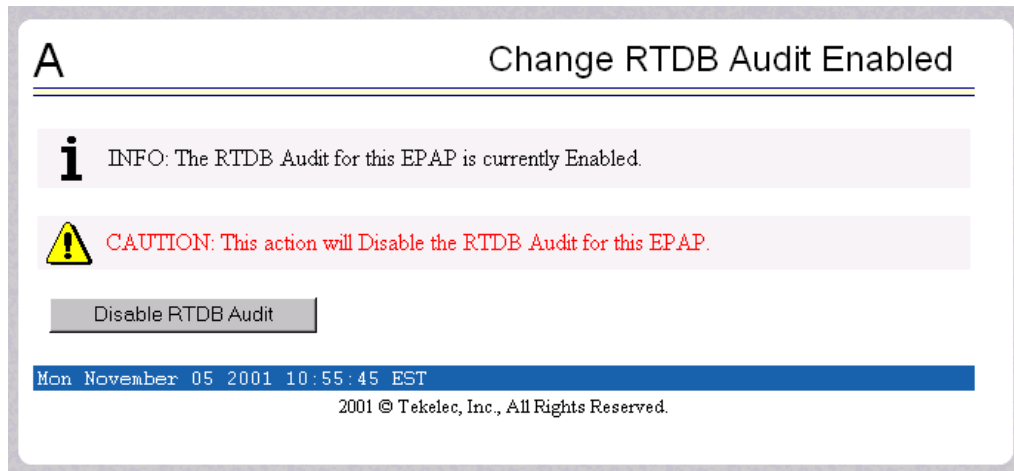 A
Change RTDB Audit Enabled
INFO: The RTDB Audit for this EPAP is currently Enabled.
CAUTION: This action will Disable the RTDB Audit for this EPAP.
Disable RTDB Audit
Mon November 05 2001 10:55:45 EST
2001 © Tekelec, Inc., All Rights Reserved.